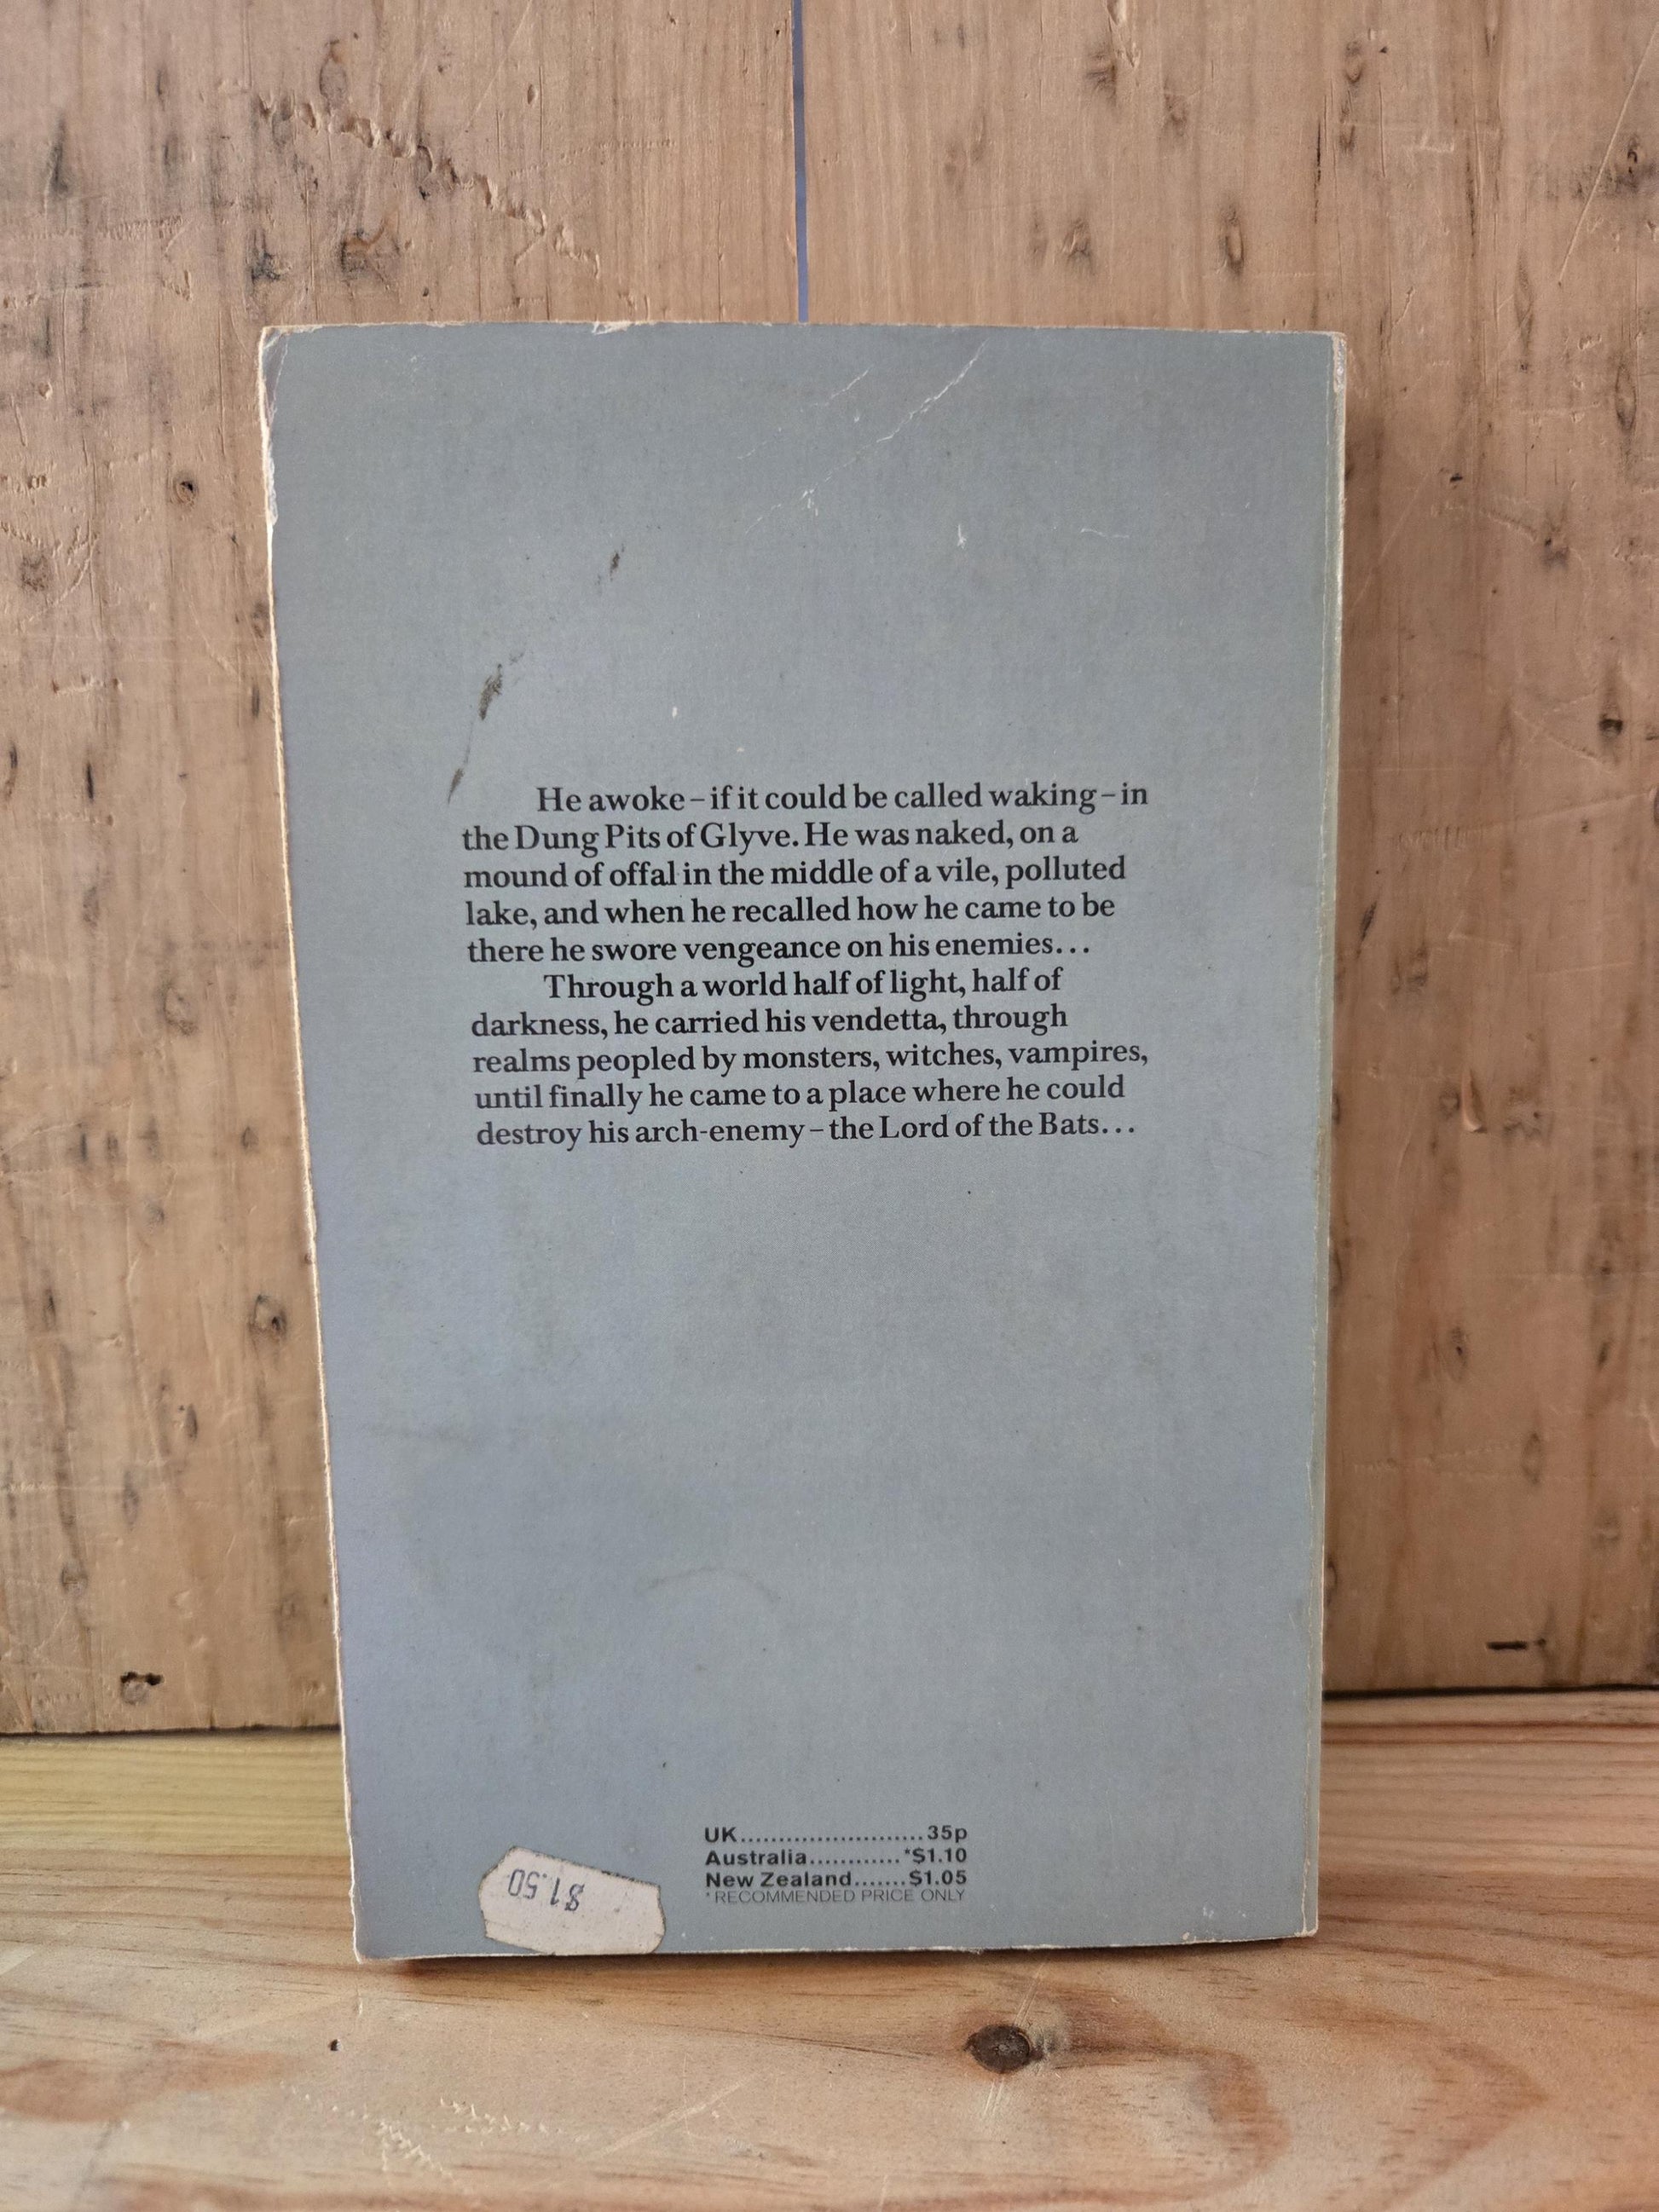 He awoke – if it could be called waking – in
the Dung Pits of Glyve. He was naked, on a
mound of offal in the middle of a vile, polluted
lake, and when he recalled how he came to be
there he swore vengeance on his enemies...
Through a world half of light, half of
darkness, he carried his vendetta, through
realms peopled by monsters, witches, vampires,
until finally he came to a place where he could
destroy his arch-enemy – the Lord of the Bats...
UK........................35p
Australia............*$1.10
New Zealand.......$1.05
*RECOMMENDED PRICE ONLY
$1.50